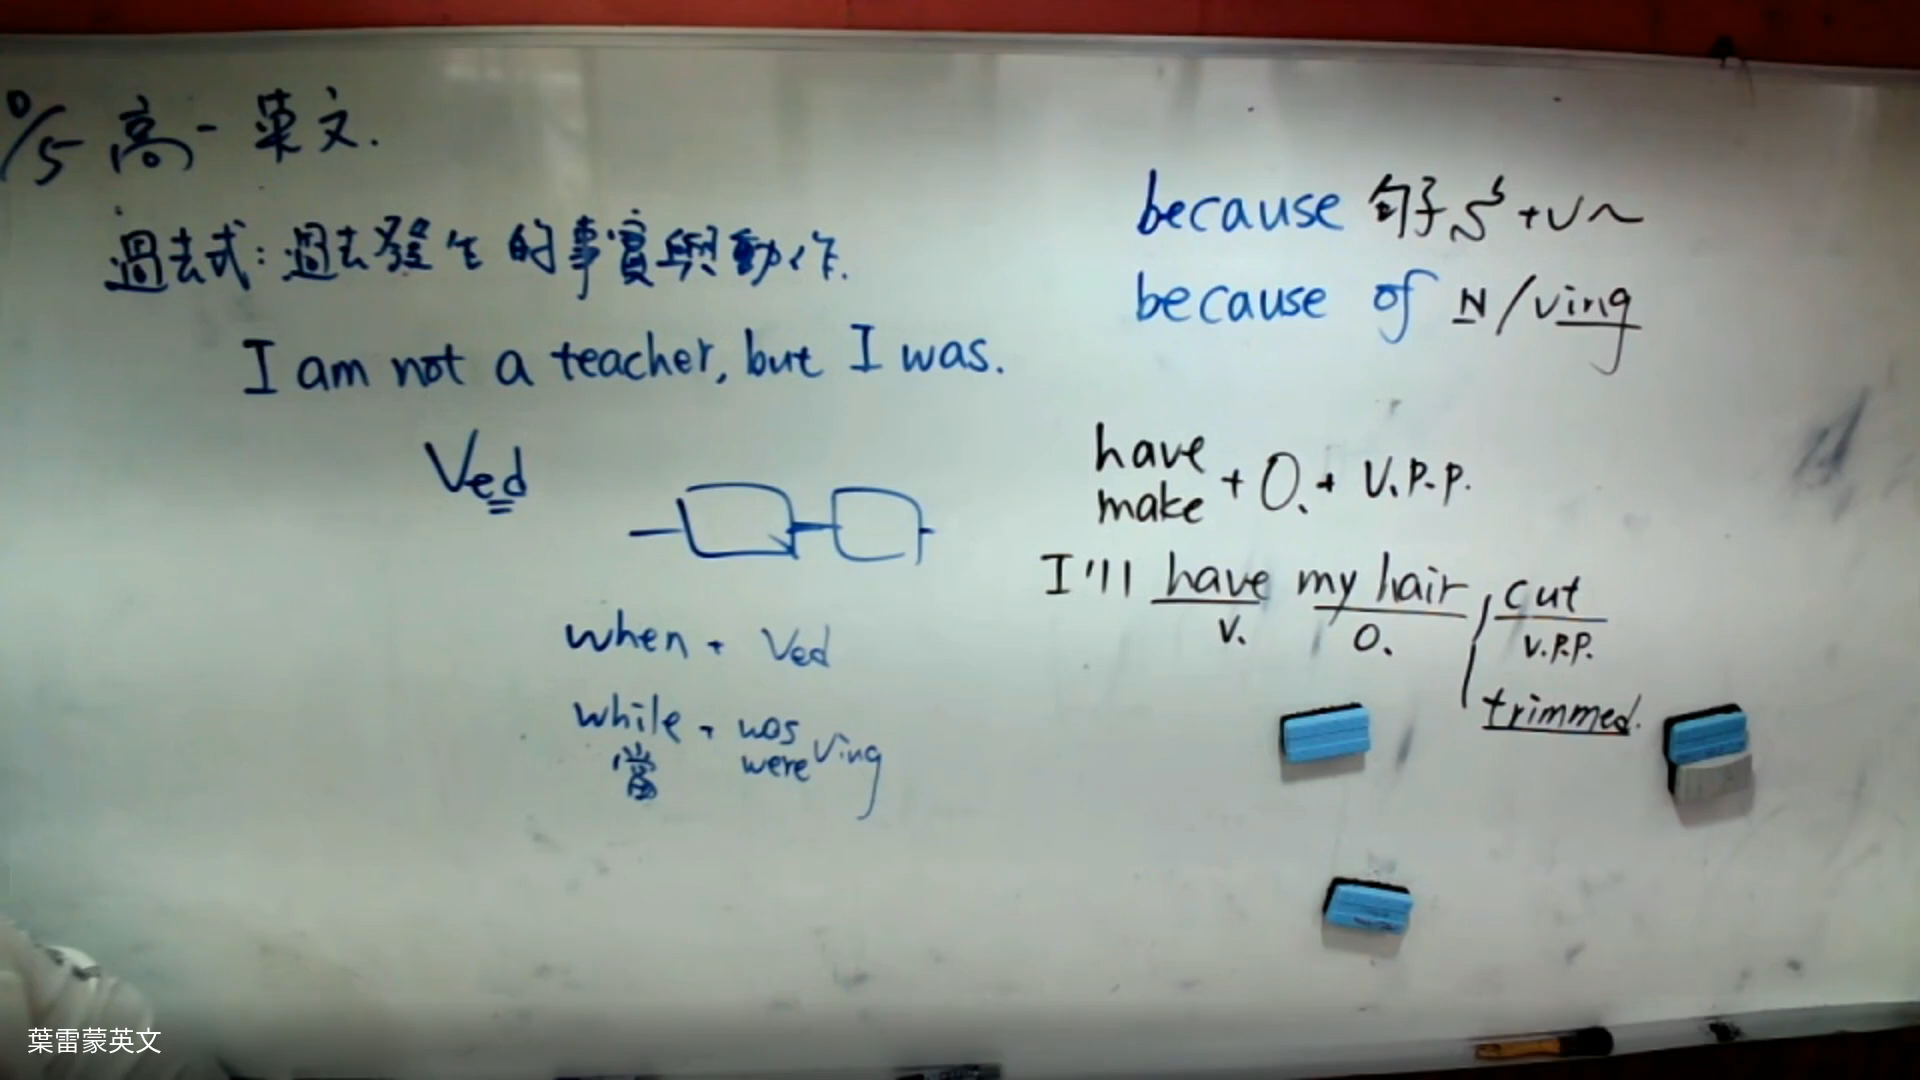 0/5 高一 英文.
過去式：過去發生的事實與動作.
I am not a teacher, but I was.
Ved
when + Ved
while + was were Ving
當
because 句子 S + V ~
because of N / Ving
have make + O. + V.P.P.
I'll have my hair cut
V. O. V.P.P.
trimmed.
葉雷蒙英文